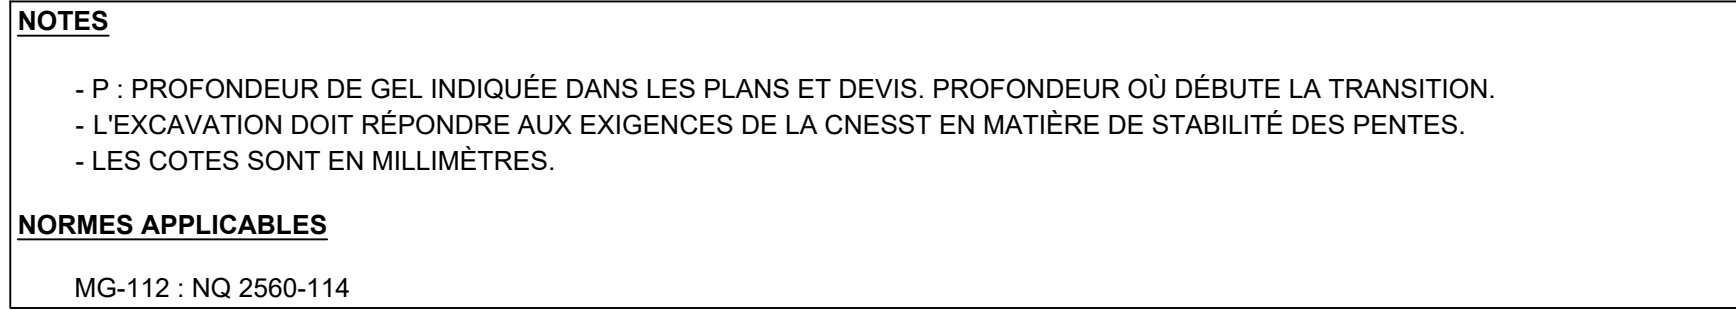 NOTES
- P : PROFONDEUR DE GEL INDIQUÉE DANS LES PLANS ET DEVIS. PROFONDEUR OÙ DÉBUTE LA TRANSITION.
- L'EXCAVATION DOIT RÉPONDRE AUX EXIGENCES DE LA CNESST EN MATIÈRE DE STABILITÉ DES PENTES.
- LES COTES SONT EN MILLIMÈTRES.
NORMES APPLICABLES
MG-112 : NQ 2560-114